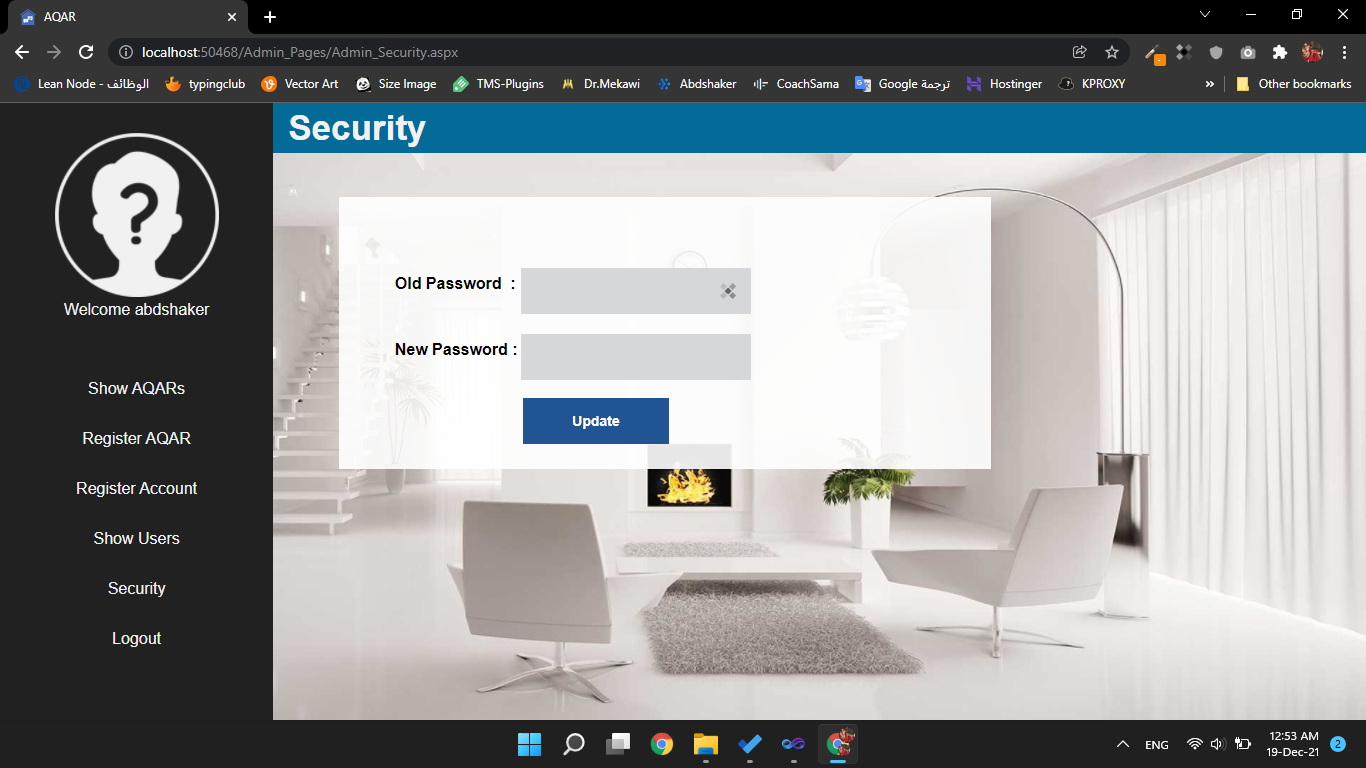 AQAR
localhost:50468/Admin_Pages/Admin_Security.aspx
Lean Node - الوظائف
typingclub
Vector Art
Size Image
TMS-Plugins
Dr.Mekawi
Abdshaker
CoachSama
Google ترجمة
Hostinger
KPROXY
»
Other bookmarks
Security
Welcome abdshaker
Show AQARs
Register AQAR
Register Account
Show Users
Security
Logout
Old Password :
New Password :
Update
ENG
12:53 AM
19-Dec-21
2